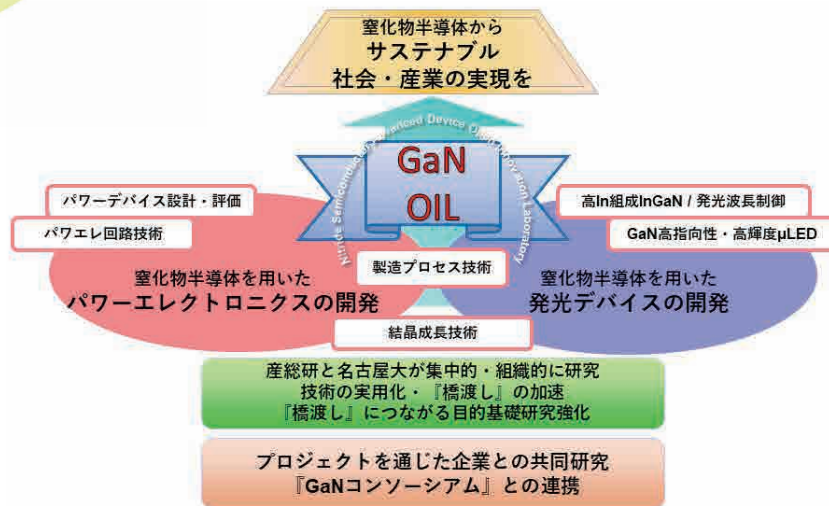 窒化物半導体から
サステナブル
社会・産業の実現を
Nitride Semiconductor Advanced Device Open Innovation Laboratory
GaN
OIL
パワーデバイス設計・評価
パワエレ回路技術
高In組成InGaN / 発光波長制御
GaN高指向性・高輝度μLED
製造プロセス技術
窒化物半導体を用いた
パワーエレクトロニクスの開発
窒化物半導体を用いた
発光デバイスの開発
結晶成長技術
産総研と名古屋大が集中的・組織的に研究
技術の実用化・『橋渡し』の加速
『橋渡し』につながる目的基礎研究強化
プロジェクトを通じた企業との共同研究
『GaNコンソーシアム』との連携